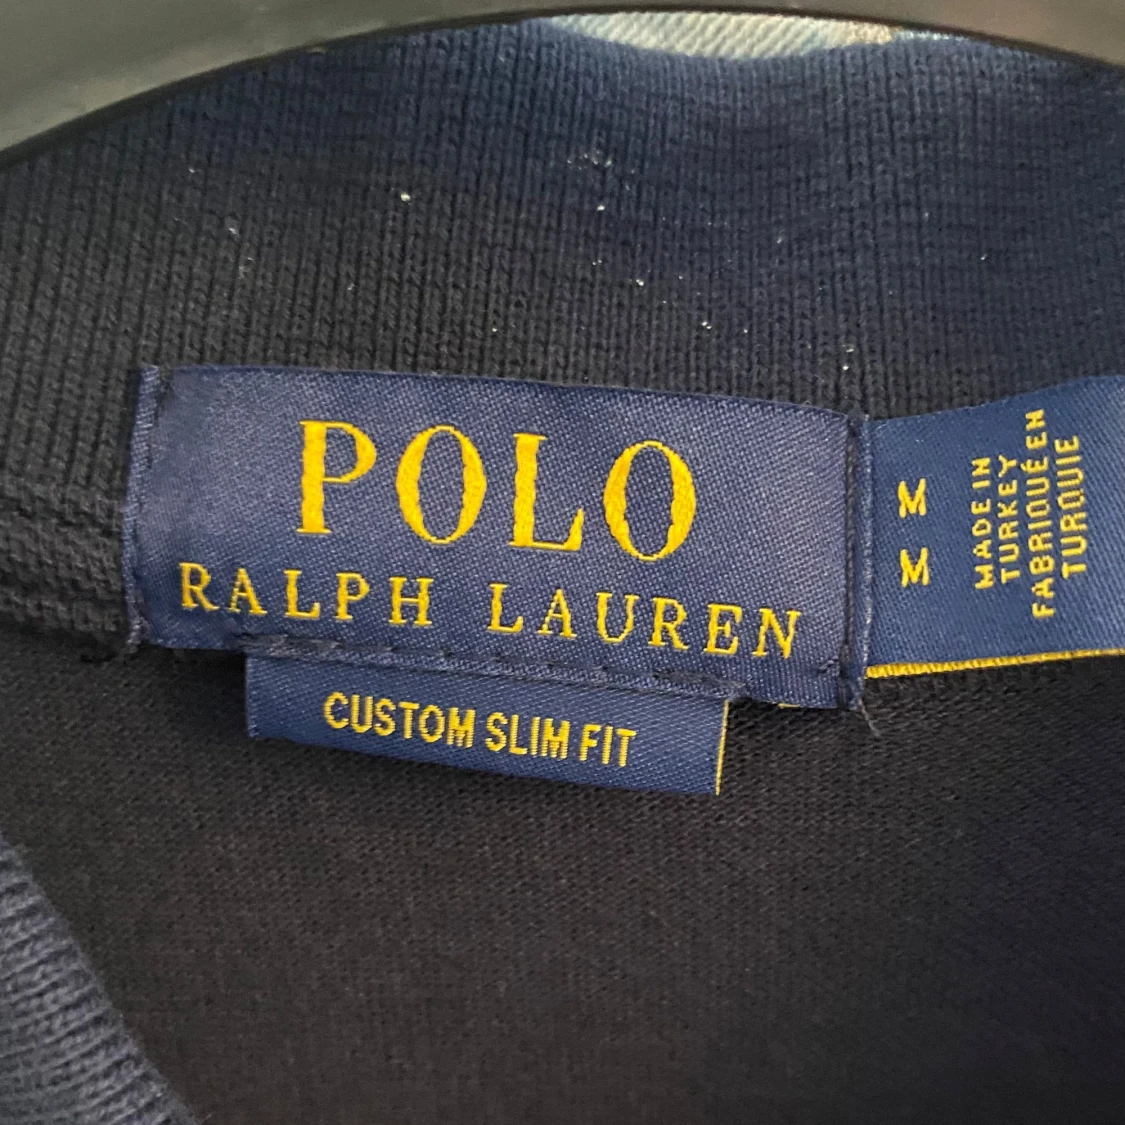 POLO
RALPH LAUREN
CUSTOM SLIM FIT
M
M
MADE IN
TURKEY
FABRIQUÉ EN
TURQUIE